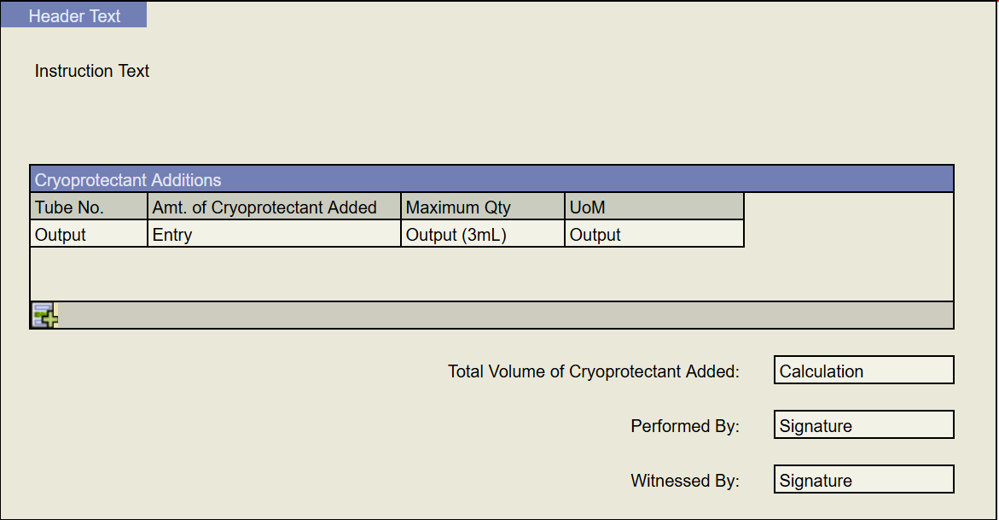 Header Text
Instruction Text
Cryoprotectant Additions
Tube No. Amt. of Cryoprotectant Added Maximum Qty UoM
Output Entry Output (3mL) Output
Total Volume of Cryoprotectant Added: Calculation
Performed By: Signature
Witnessed By: Signature